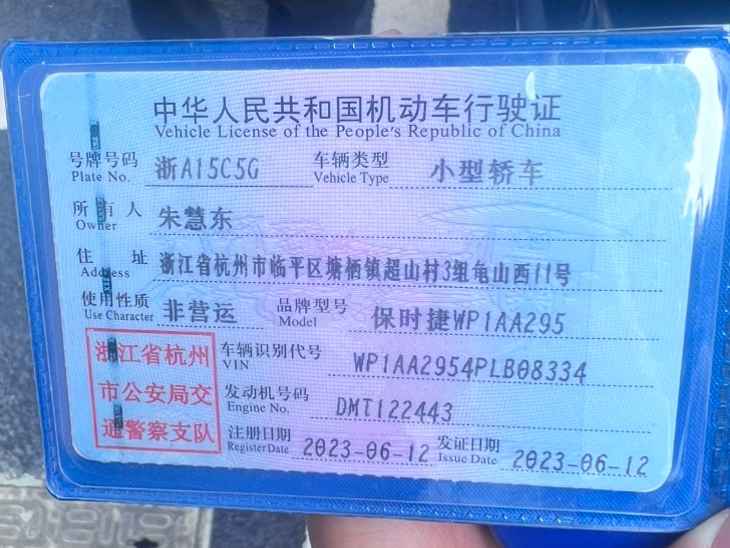 中华人民共和国机动车行驶证
Vehicle License of the People's Republic of China
号牌号码 浙A15C5G 车辆类型 小型轿车
Plate No. Vehicle Type
所有人 朱慧东
Owner
住址 浙江省杭州市临平区塘栖镇超山村3组龟山西11号
Address
使用性质 非营运 品牌型号 保时捷WP1AA295
Use Character Model
浙江省杭州
市公安局交
通警察支队
车辆识别代号 WP1AA2954PLB08334
VIN
发动机号码 DMT122443
Engine No.
注册日期 2023-06-12 发证日期 2023-06-12
Register Date Issue Date